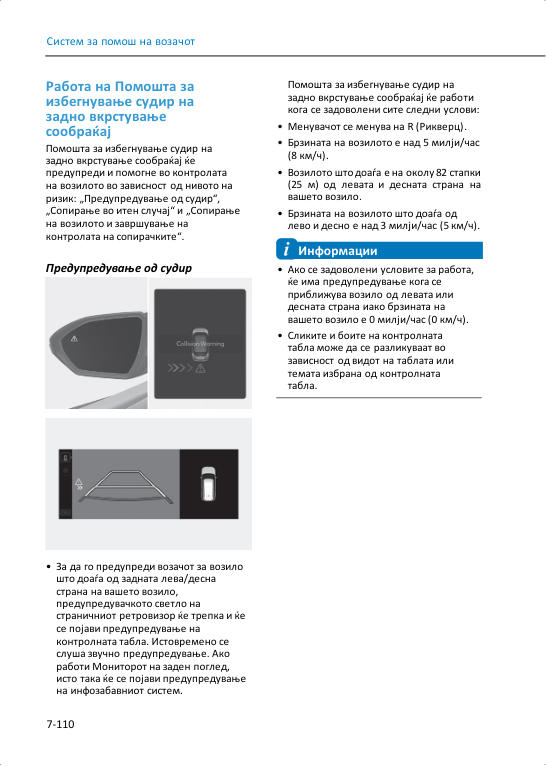 Систем за помош на возачот
Работа на Помошта за
избегнување судир на
задно вкрстување
сообраќај
Помошта за избегнување судир на
задно вкрстување сообраќај ќе
предупреди и помогне во контролата
на возилото во зависност од нивото на
ризик: „Предупредување од судир“,
„Сопирање во итен случај“ и „Сопирање
на возилото и завршување на
контролата на сопирачките“.
Предупредување од судир
Collision Warning
• За да го предупреди возачот за возило
што доаѓа од задната лева/десна
страна на вашето возило,
предупредувачкото светло на
страничниот ретровизор ќе трепка и ќе
се појави предупредување на
контролната табла. Истовремено се
слуша звучно предупредување. Ако
работи Мониторот на заден поглед,
исто така ќе се појави предупредување
на инфозабавниот систем.
Помошта за избегнување судир на
задно вкрстување сообраќај ќе работи
кога се задоволени сите следни услови:
• Менувачот се менува на R (Рикверц).
• Брзината на возилото е над 5 милји/час
(8 км/ч).
• Возилото што доаѓа е на околу 82 стапки
(25 м) од левата и десната страна на
вашето возило.
• Брзината на возилото што доаѓа од
лево и десно е над 3 милји/час (5 км/ч).
i Информации
• Ако се задоволени условите за работа,
ќе има предупредување кога се
приближува возило од левата или
десната страна иако брзината на
вашето возило е 0 милји/час (0 км/ч).
• Сликите и боите на контролната
табла може да се разликуваат во
зависност од видот на таблата или
темата избрана од контролната
табла.
7-110